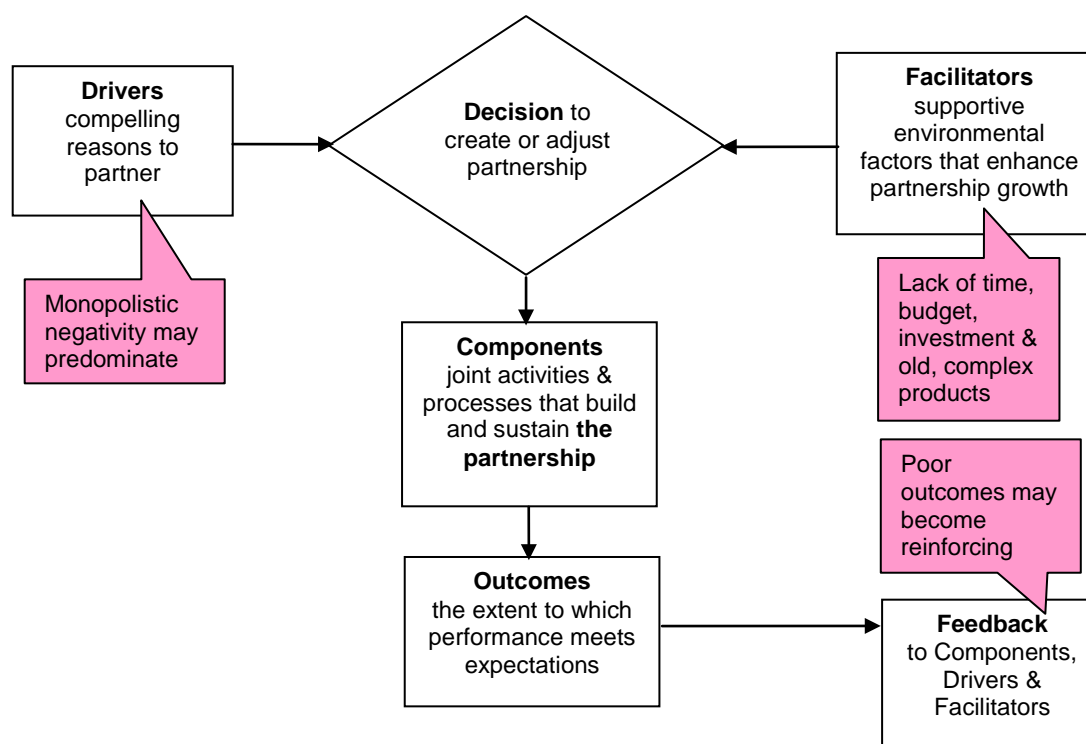 Drivers
compelling
reasons to
partner
Decision to
create or adjust
partnership
Facilitators
supportive
environmental
factors that enhance
partnership growth
Monopolistic
negativity may
predominate
Lack of time,
budget,
investment &
old, complex
products
Components
joint activities &
processes that build
and sustain the
partnership
Poor
outcomes may
become
reinforcing
Outcomes
the extent to which
performance meets
expectations
Feedback
to Components,
Drivers &
Facilitators